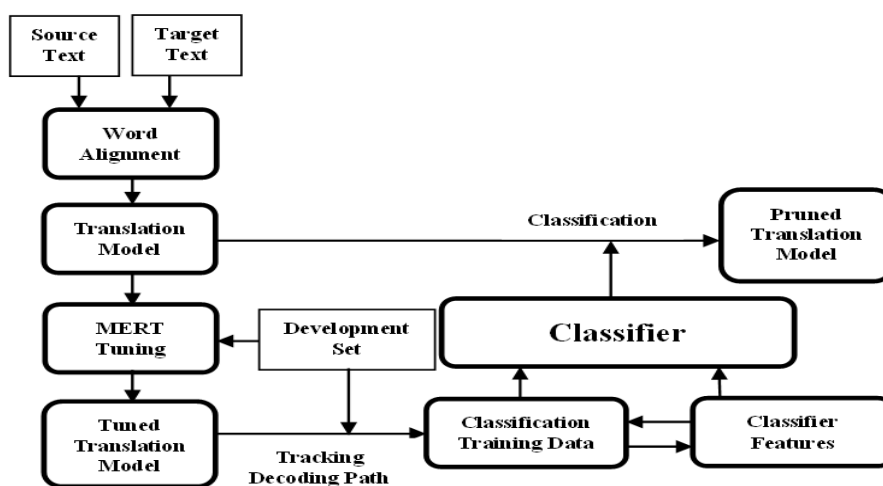 Source
Text
Target
Text
Word
Alignment
Translation
Model
Classification
Pruned
Translation
Model
MERT
Tuning
Development
Set
Classifier
Tuned
Translation
Model
Tracking
Decoding Path
Classification
Training Data
Classifier
Features